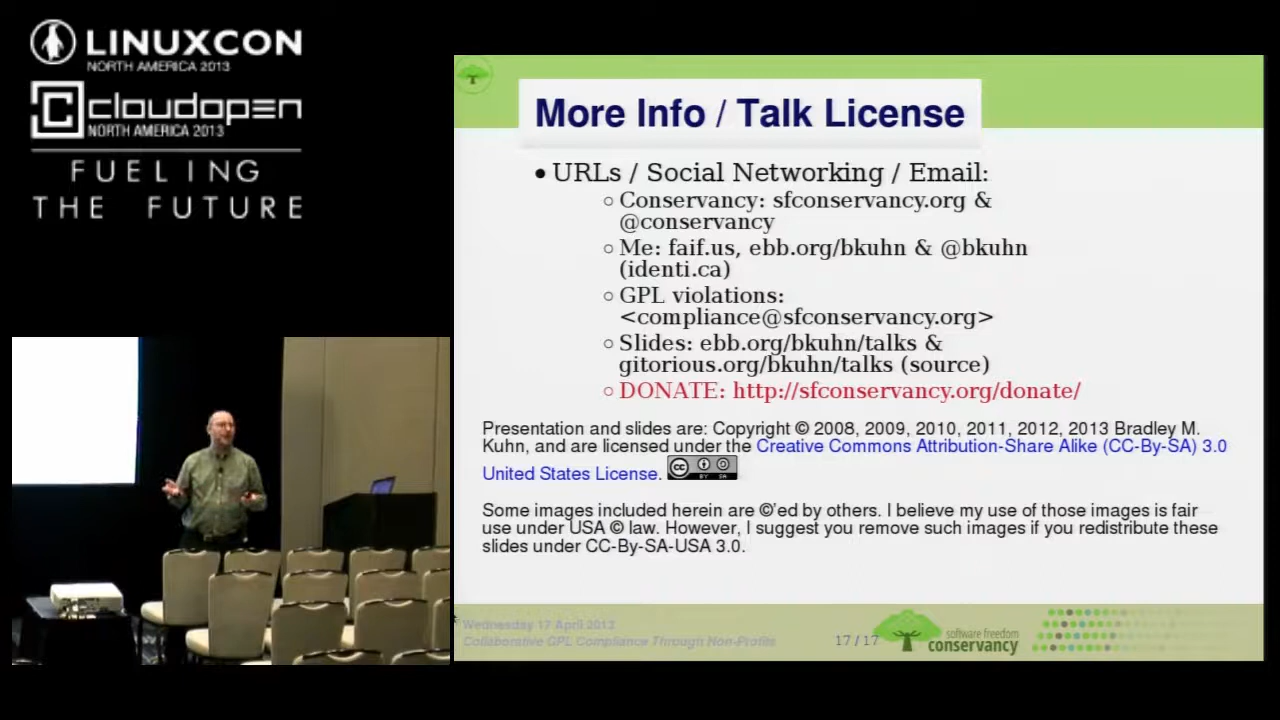 LINUXCON
NORTH AMERICA 2013
cloudopen
NORTH AMERICA 2013
FUELING
THE FUTURE
More Info / Talk License
• URLs / Social Networking / Email:
○ Conservancy: sfconservancy.org &
@conservancy
○ Me: faif.us, ebb.org/bkuhn & @bkuhn
(identi.ca)
○ GPL violations:
<compliance@sfconservancy.org>
○ Slides: ebb.org/bkuhn/talks &
gitorious.org/bkuhn/talks (source)
○ DONATE: http://sfconservancy.org/donate/
Presentation and slides are: Copyright © 2008, 2009, 2010, 2011, 2012, 2013 Bradley M.
Kuhn, and are licensed under the Creative Commons Attribution-Share Alike (CC-By-SA) 3.0
United States License. cc BY SA
Some images included herein are ©'ed by others. I believe my use of those images is fair
use under USA © law. However, I suggest you remove such images if you redistribute these
slides under CC-By-SA-USA 3.0.
Wednesday 17 April 2013
Collaborative GPL Compliance Through Non-Profits
17 / 17
software freedom
conservancy